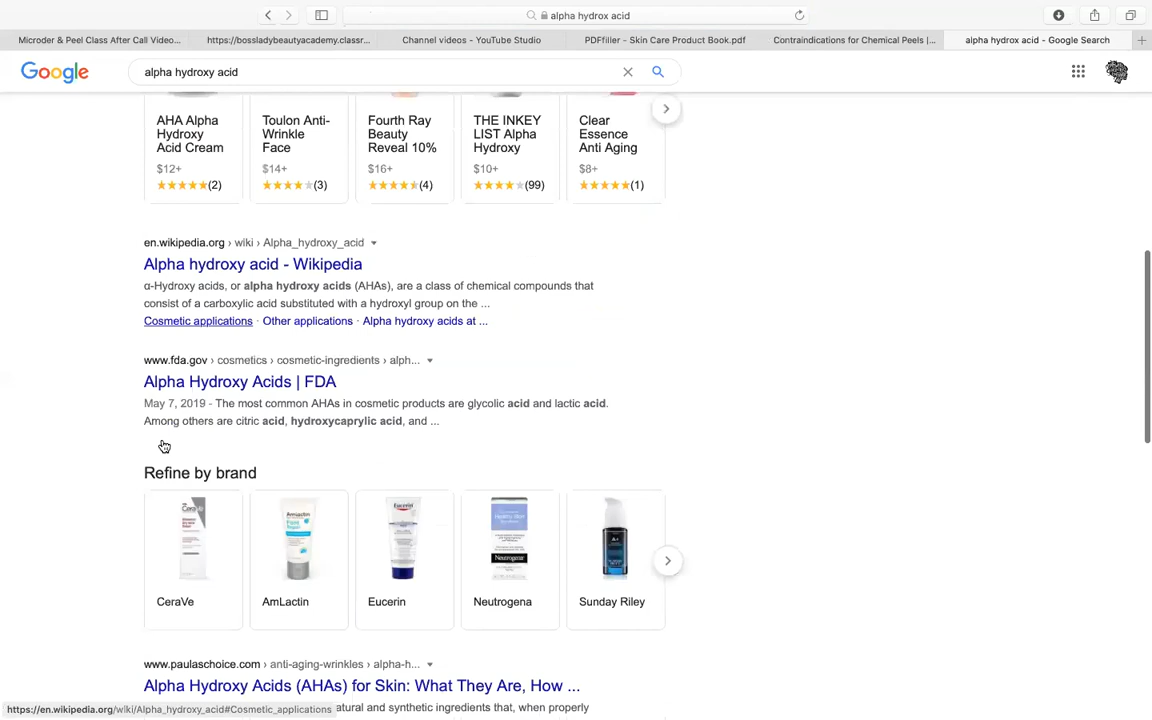 alpha hydrox acid
Microder & Peel Class After Call Video...
https://bossladybeautyacademy.classr...
Channel videos - YouTube Studio
PDFfiller - Skin Care Product Book.pdf
Contraindications for Chemical Peels |...
alpha hydrox acid - Google Search
Google
alpha hydroxy acid
AHA Alpha
Hydroxy
Acid Cream
$12+
(2)
Toulon Anti-
Wrinkle
Face
$14+
(3)
Fourth Ray
Beauty
Reveal 10%
$16+
(4)
THE INKEY
LIST Alpha
Hydroxy
$10+
(99)
Clear
Essence
Anti Aging
$8+
(1)
en.wikipedia.org › wiki › Alpha_hydroxy_acid
Alpha hydroxy acid - Wikipedia
α-Hydroxy acids, or alpha hydroxy acids (AHAs), are a class of chemical compounds that
consist of a carboxylic acid substituted with a hydroxyl group on the ...
Cosmetic applications · Other applications · Alpha hydroxy acids at ...
www.fda.gov › cosmetics › cosmetic-ingredients › alph...
Alpha Hydroxy Acids | FDA
May 7, 2019 - The most common AHAs in cosmetic products are glycolic acid and lactic acid.
Among others are citric acid, hydroxycaprylic acid, and ...
Refine by brand
CeraVe
AmLactin
Eucerin
Neutrogena
CeraVe
AmLactin
Eucerin
Neutrogena
Sunday Riley
www.paulaschoice.com › anti-aging-wrinkles › alpha-h...
Alpha Hydroxy Acids (AHAs) for Skin: What They Are, How ...
natural and synthetic ingredients that, when properly
https://en.wikipedia.org/wiki/Alpha_hydroxy_acid#Cosmetic_applications